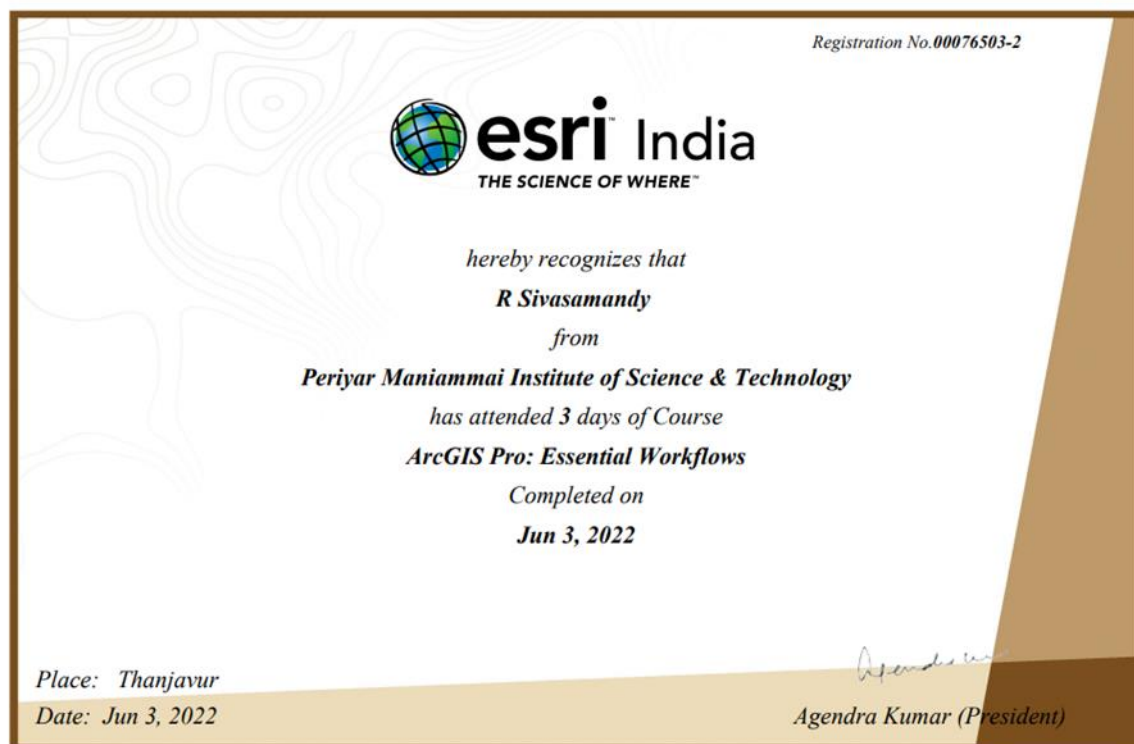 Registration No.00076503-2
esri™ India
THE SCIENCE OF WHERE™
hereby recognizes that
R Sivasamandy
from
Periyar Maniammai Institute of Science & Technology
has attended 3 days of Course
ArcGIS Pro: Essential Workflows
Completed on
Jun 3, 2022
Place: Thanjavur
Date: Jun 3, 2022
Agendra Kumar (President)